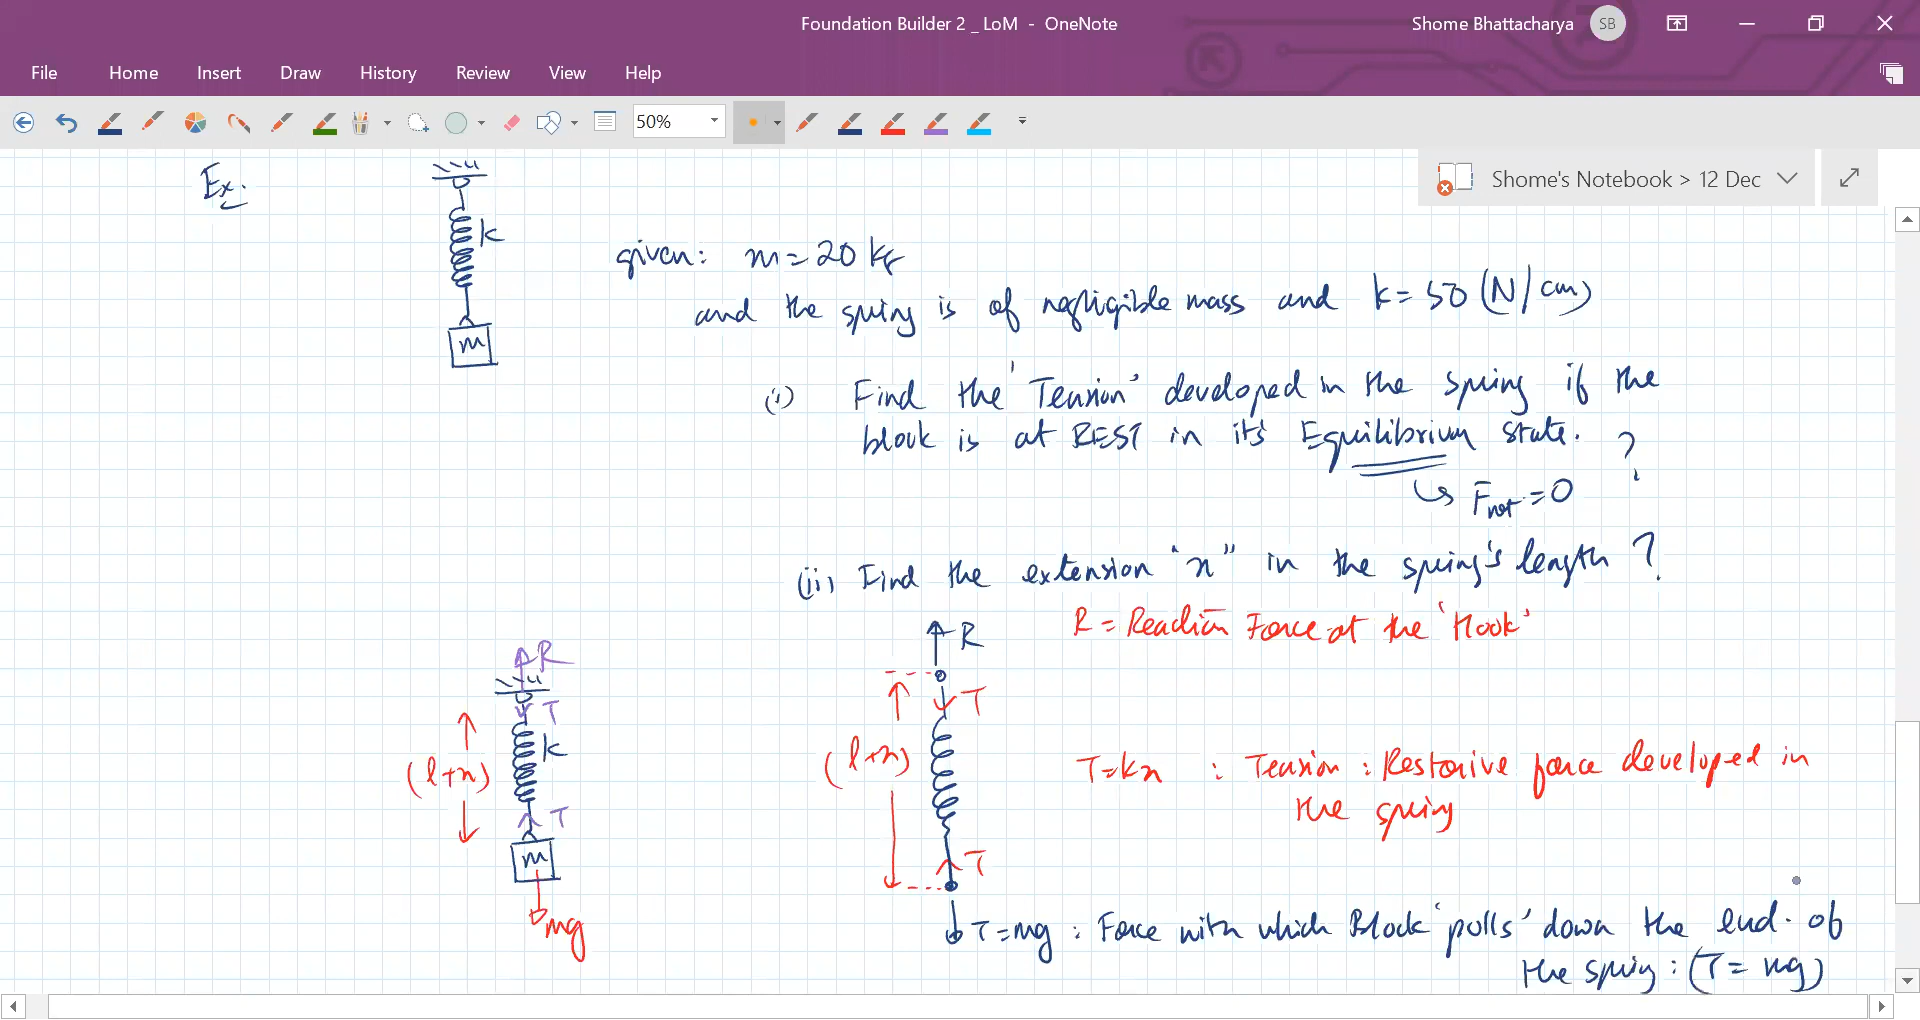 Foundation Builder 2 _ LoM - OneNote
Shome Bhattacharya SB
File Home Insert Draw History Review View Help
50%
Shome's Notebook > 12 Dec
Ex.
k
m
given: m = 20 kg
and the spring is of negligible mass and k = 50 (N/cm)
(i) Find the 'Tension' developed in the spring if the
block is at REST in its Equilibrium state. ?
↳ Fnet = 0
(ii) Find the extension "x" in the spring's length ?
R = Reaction Force at the 'Hook'
R
T
k
(l+x)
T
m
mg
R
T
(l+x)
T
T = kx : Tension : Restorive force developed in
the spring
T = mg : Force with which Block 'pulls' down the end of
the spring : (T = mg)